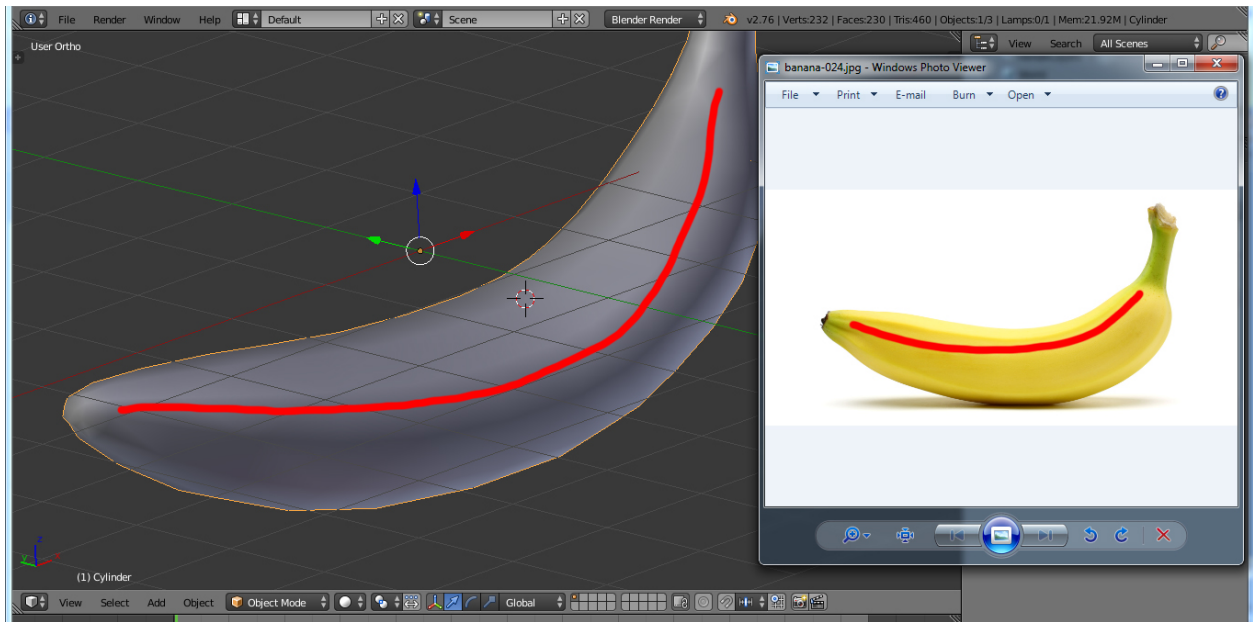 File Render Window Help Default Scene Blender Render v2.76 | Verts:232 | Faces:230 | Tris:460 | Objects:1/3 | Lamps:0/1 | Mem:21.92M | Cylinder
User Ortho
View Search All Scenes
banana-024.jpg - Windows Photo Viewer
File Print E-mail Burn Open
z
y x
(1) Cylinder
View Select Add Object Object Mode Global